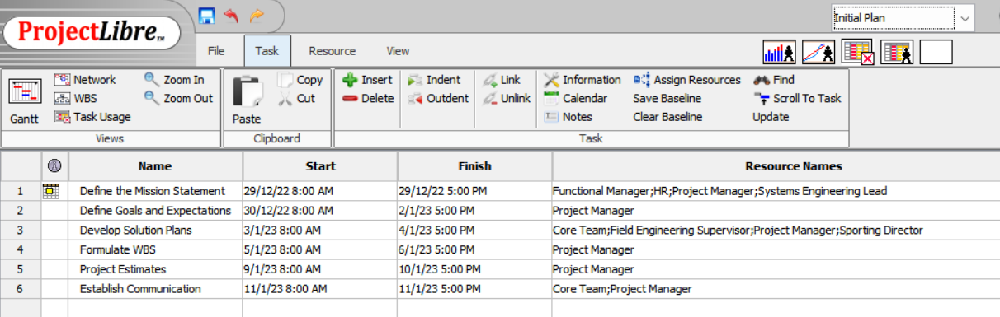 ProjectLibre™
Initial Plan
File Task Resource View
Network Zoom In Copy Insert Indent Link Information Assign Resources Find
WBS Zoom Out Cut Delete Outdent Unlink Calendar Save Baseline Scroll To Task
Gantt Task Usage Paste Notes Clear Baseline Update
Views Clipboard Task
Name Start Finish Resource Names
1 Define the Mission Statement 29/12/22 8:00 AM 29/12/22 5:00 PM Functional Manager;HR;Project Manager;Systems Engineering Lead
2 Define Goals and Expectations 30/12/22 8:00 AM 2/1/23 5:00 PM Project Manager
3 Develop Solution Plans 3/1/23 8:00 AM 4/1/23 5:00 PM Core Team;Field Engineering Supervisor;Project Manager;Sporting Director
4 Formulate WBS 5/1/23 8:00 AM 6/1/23 5:00 PM Project Manager
5 Project Estimates 9/1/23 8:00 AM 10/1/23 5:00 PM Project Manager
6 Establish Communication 11/1/23 8:00 AM 11/1/23 5:00 PM Core Team;Project Manager